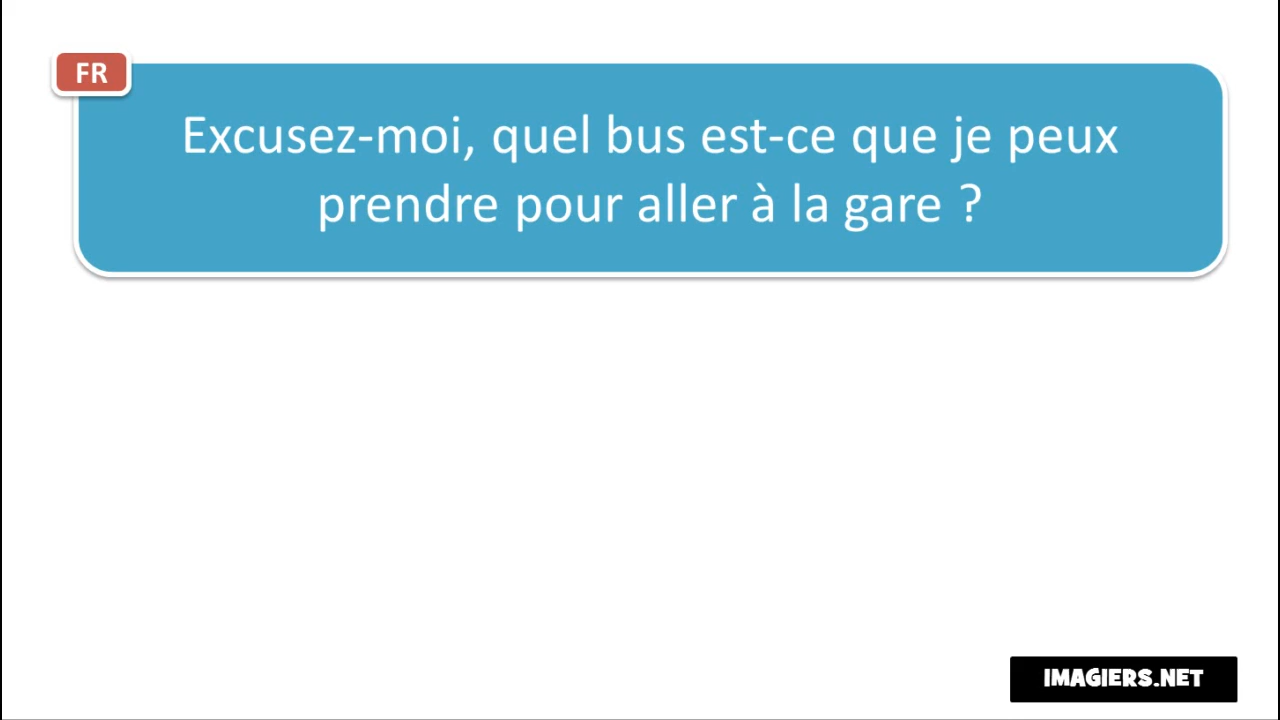 FR
Excusez-moi, quel bus est-ce que je peux
prendre pour aller à la gare ?
IMAGIERS.NET